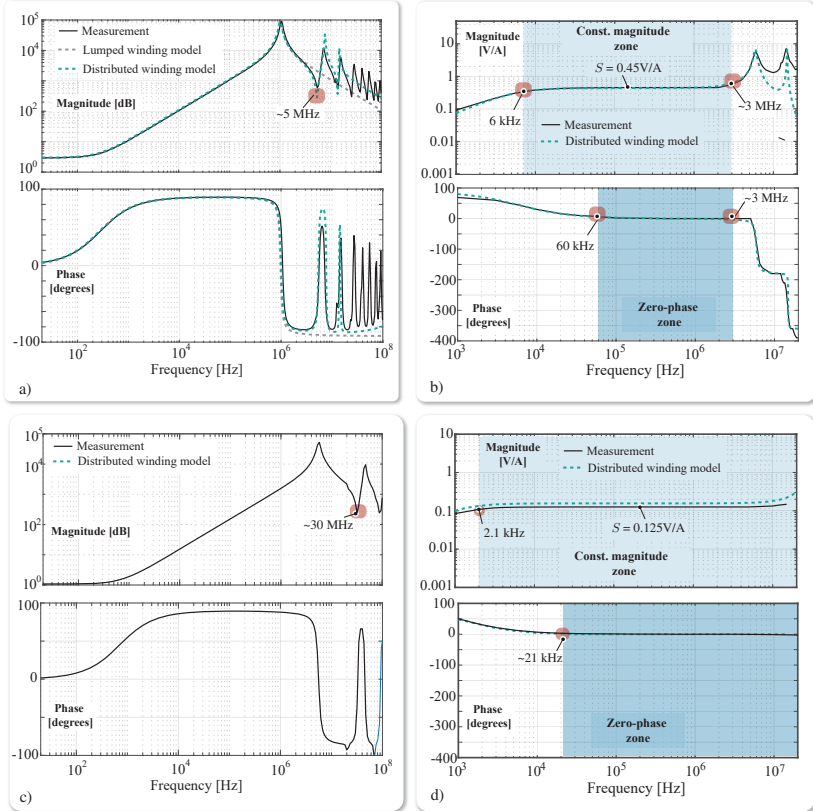 10^5
10^4
10^2
10^0
Measurement
Lumped winding model
Distributed winding model
Magnitude [dB]
~5 MHz
100
0
-100
Phase
[degrees]
10^2
10^4
10^6
10^8
Frequency [Hz]
a)
100
10
1
0.1
0.01
0.001
Magnitude
[V/A]
Const. magnitude
zone
S = 0.45V/A
6 kHz
~3 MHz
Measurement
Distributed winding model
100
0
-100
-200
-300
-400
~3 MHz
60 kHz
Phase
[degrees]
Zero-phase
zone
10^3
10^4
10^5
10^6
10^7
Frequency [Hz]
b)
10^5
10^4
10^2
10^0
Measurement
Distributed winding model
Magnitude [dB]
~30 MHz
100
0
-100
Phase
[degrees]
10^2
10^4
10^6
10^8
Frequency [Hz]
c)
10
1
0.1
0.01
0.001
Magnitude
[V/A]
Measurement
Distributed winding model
2.1 kHz
S = 0.125V/A
Const. magnitude
zone
100
0
-100
-200
-300
-400
~21 kHz
Phase
[degrees]
Zero-phase
zone
10^3
10^4
10^5
10^6
10^7
Frequency [Hz]
d)